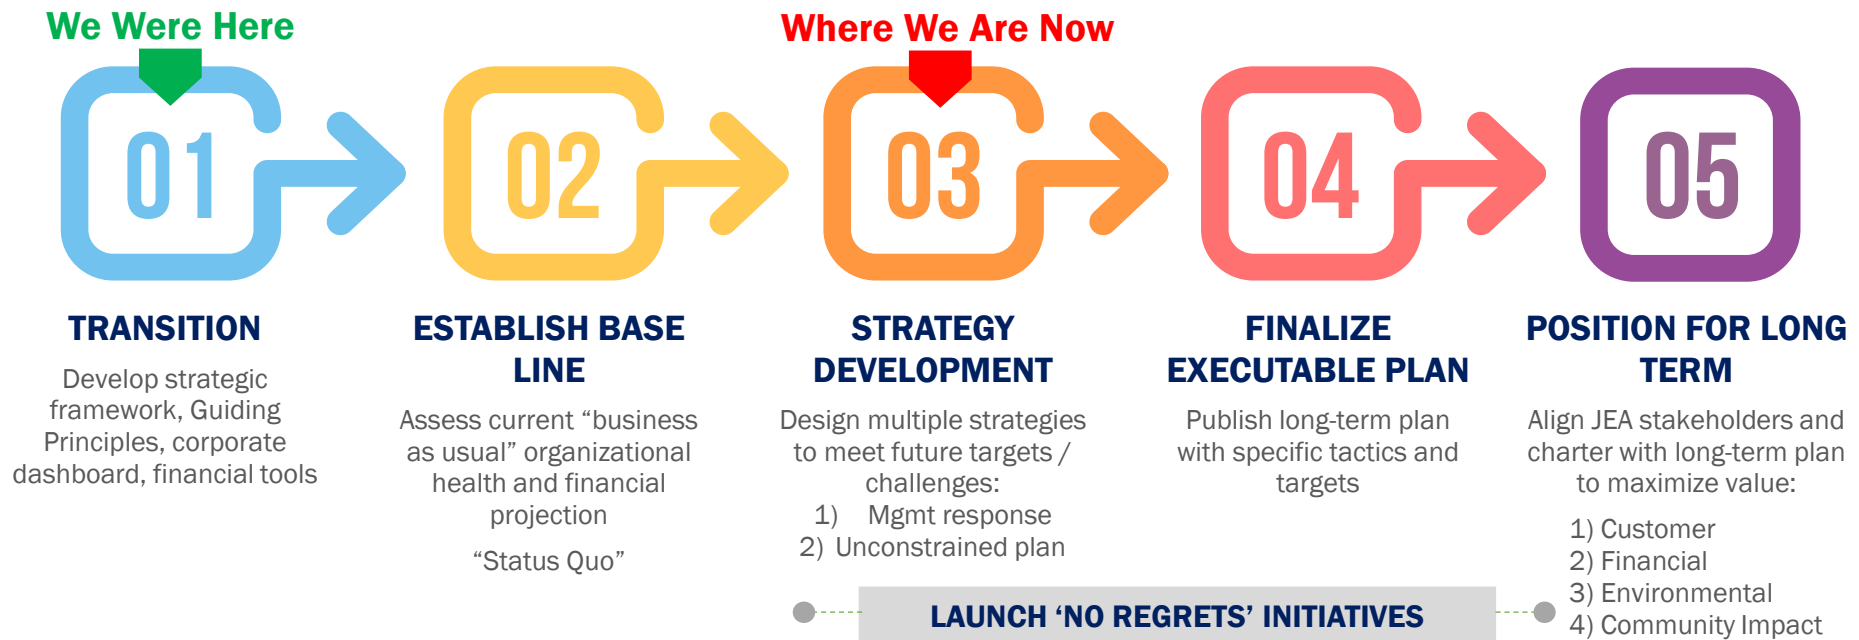 We Were Here
Where We Are Now
01
02
03
04
05
TRANSITION
Develop strategic
framework, Guiding
Principles, corporate
dashboard, financial tools
ESTABLISH BASE
LINE
Assess current “business
as usual” organizational
health and financial
projection
“Status Quo”
STRATEGY
DEVELOPMENT
Design multiple strategies
to meet future targets /
challenges:
1) Mgmt response
2) Unconstrained plan
FINALIZE
EXECUTABLE PLAN
Publish long-term plan
with specific tactics and
targets
POSITION FOR LONG
TERM
Align JEA stakeholders and
charter with long-term plan
to maximize value:
1) Customer
2) Financial
3) Environmental
4) Community Impact
LAUNCH ‘NO REGRETS’ INITIATIVES